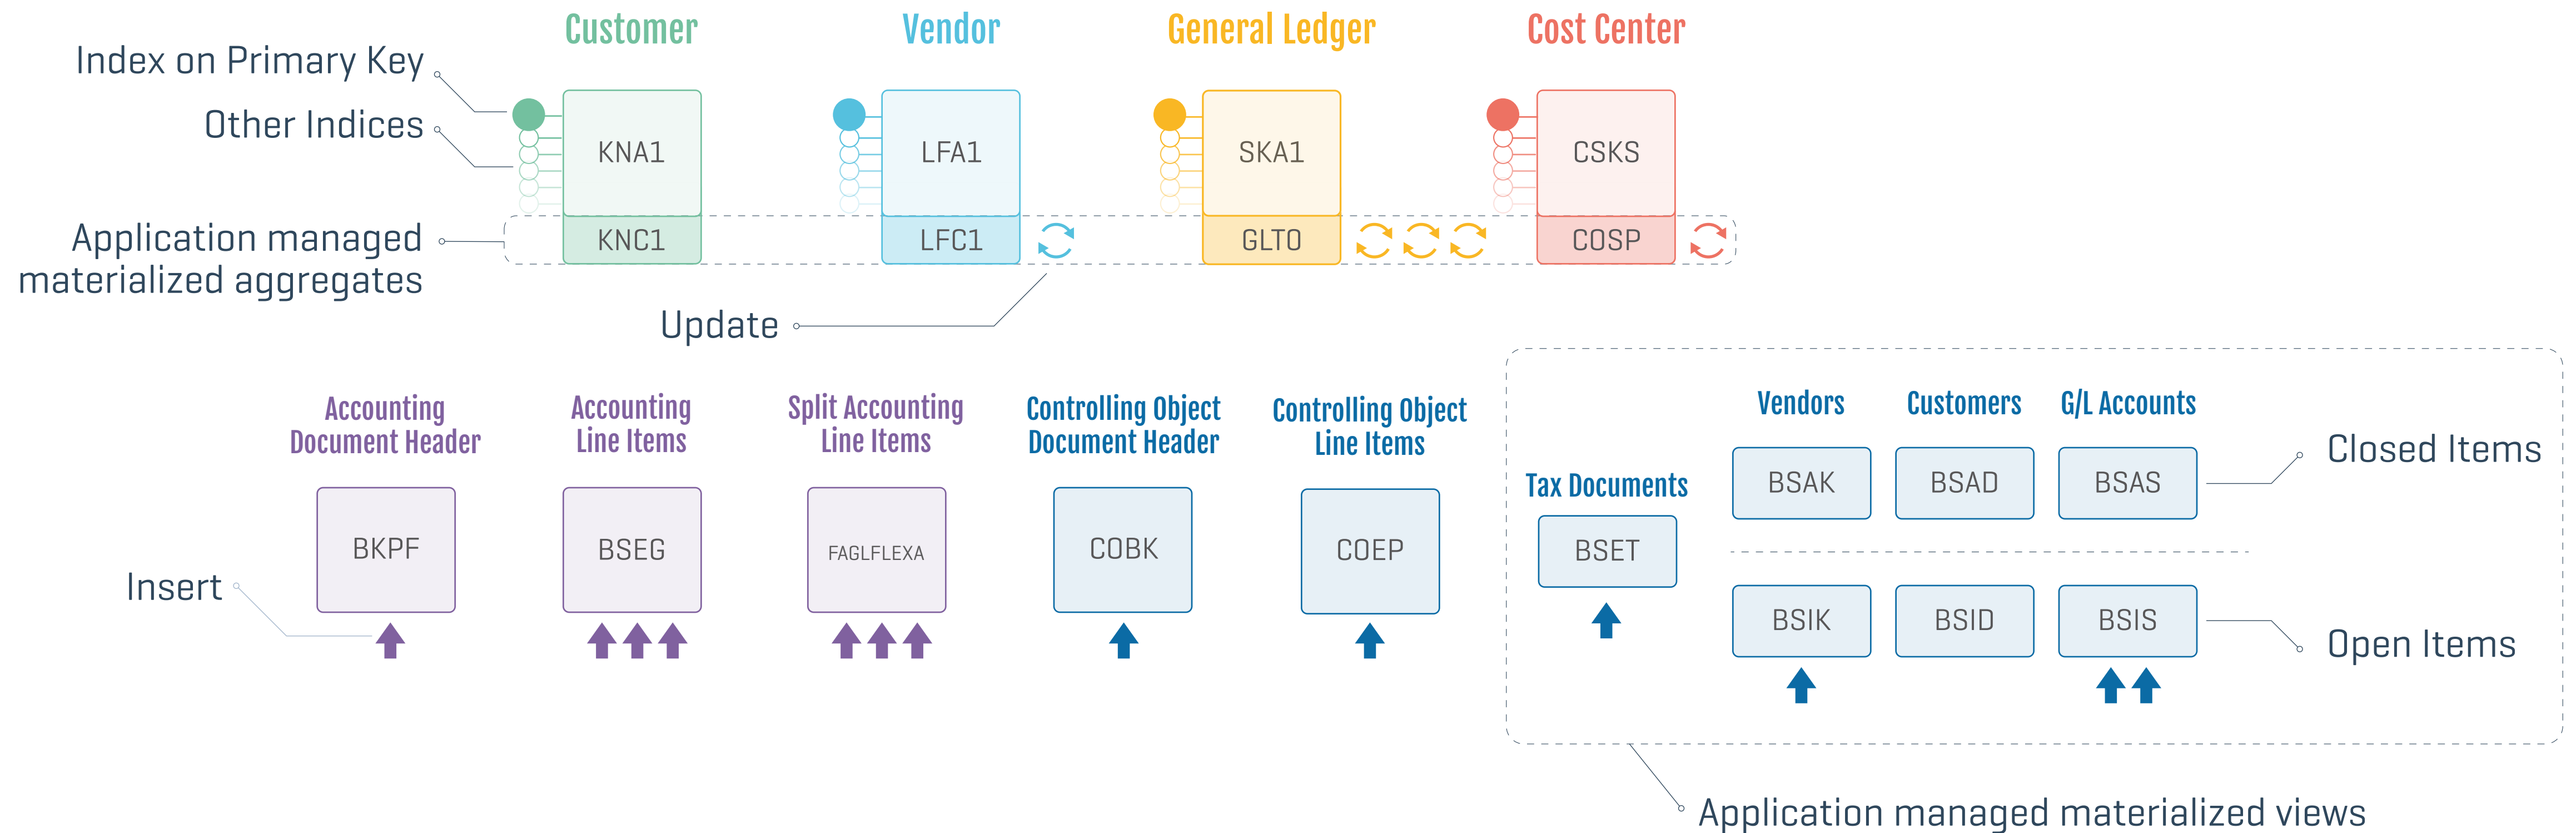 Customer
Vendor
General Ledger
Cost Center
Index on Primary Key
Other Indices
KNA1
LFA1
SKA1
CSKS
Application managed
materialized aggregates
KNC1
LFC1
GLT0
COSP
Update
Accounting
Document Header
Accounting
Line Items
Split Accounting
Line Items
Controlling Object
Document Header
Controlling Object
Line Items
Vendors
Customers
G/L Accounts
Closed Items
Tax Documents
BSAK
BSAD
BSAS
BKPF
BSEG
FAGLFLEXA
COBK
COEP
BSET
Insert
BSIK
BSID
BSIS
Open Items
Application managed materialized views